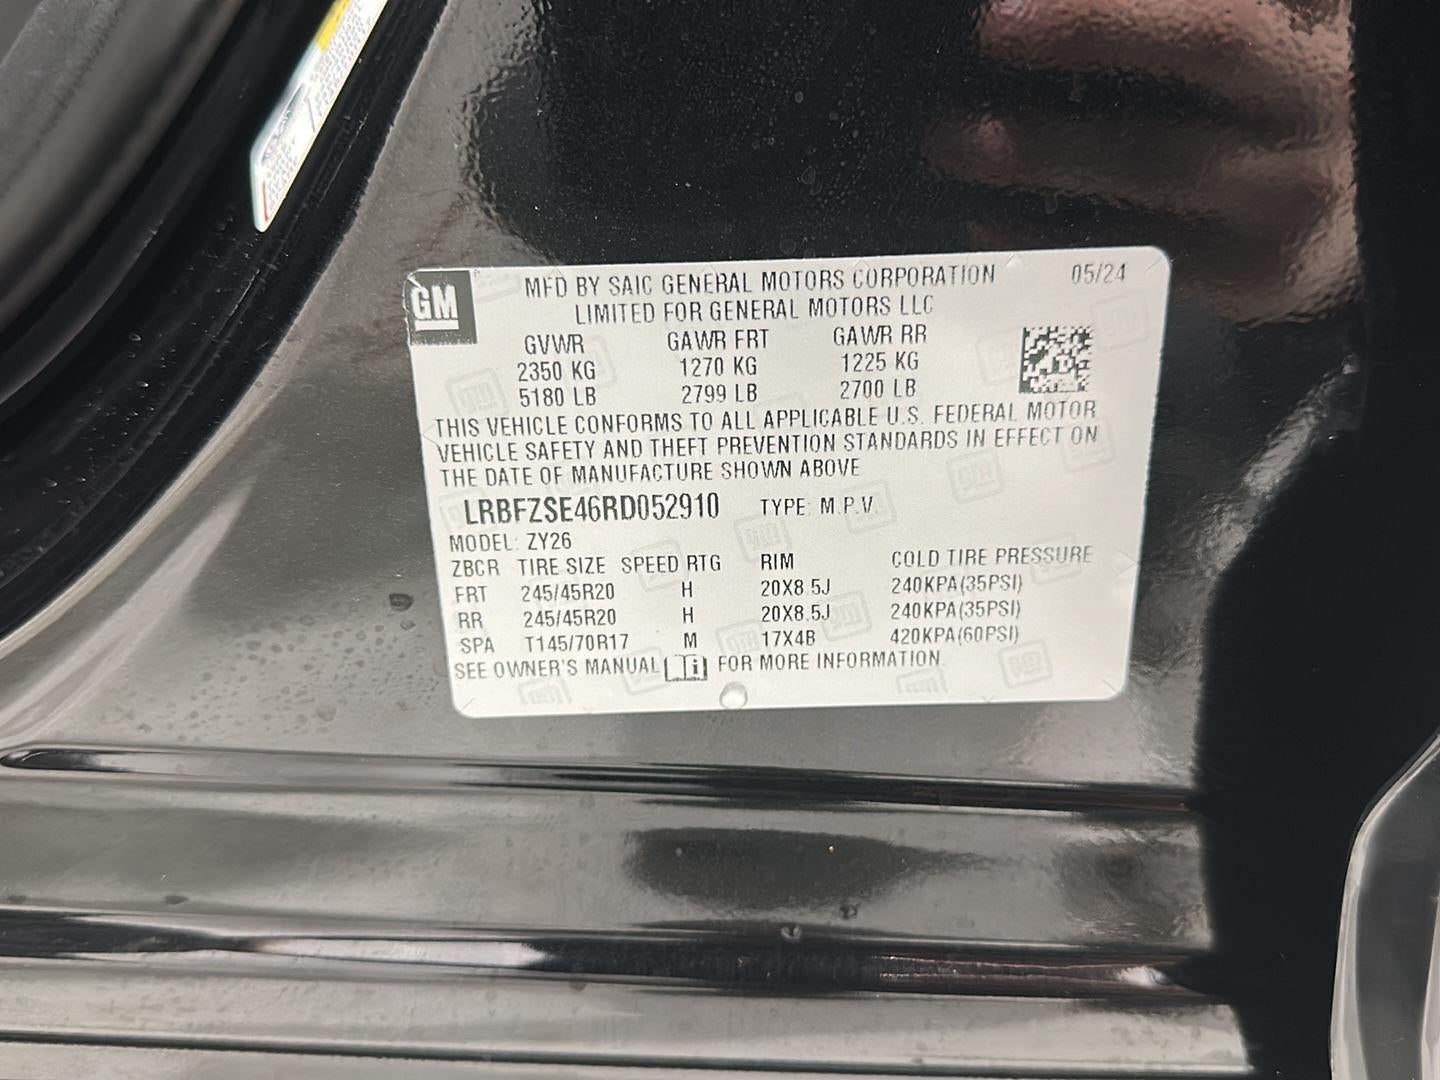 GM
MFD BY SAIC GENERAL MOTORS CORPORATION 05/24
LIMITED FOR GENERAL MOTORS LLC
GVWR GAWR FRT GAWR RR
2350 KG 1270 KG 1225 KG
5180 LB 2799 LB 2700 LB
THIS VEHICLE CONFORMS TO ALL APPLICABLE U.S. FEDERAL MOTOR
VEHICLE SAFETY AND THEFT PREVENTION STANDARDS IN EFFECT ON
THE DATE OF MANUFACTURE SHOWN ABOVE
LRBFZSE46RD052910 TYPE: M.P.V.
MODEL: ZY26
ZBCR TIRE SIZE SPEED RTG RIM COLD TIRE PRESSURE
FRT 245/45R20 H 20X8.5J 240KPA(35PSI)
RR 245/45R20 H 20X8.5J 240KPA(35PSI)
SPA T145/70R17 M 17X4B 420KPA(60PSI)
SEE OWNER'S MANUAL i FOR MORE INFORMATION.